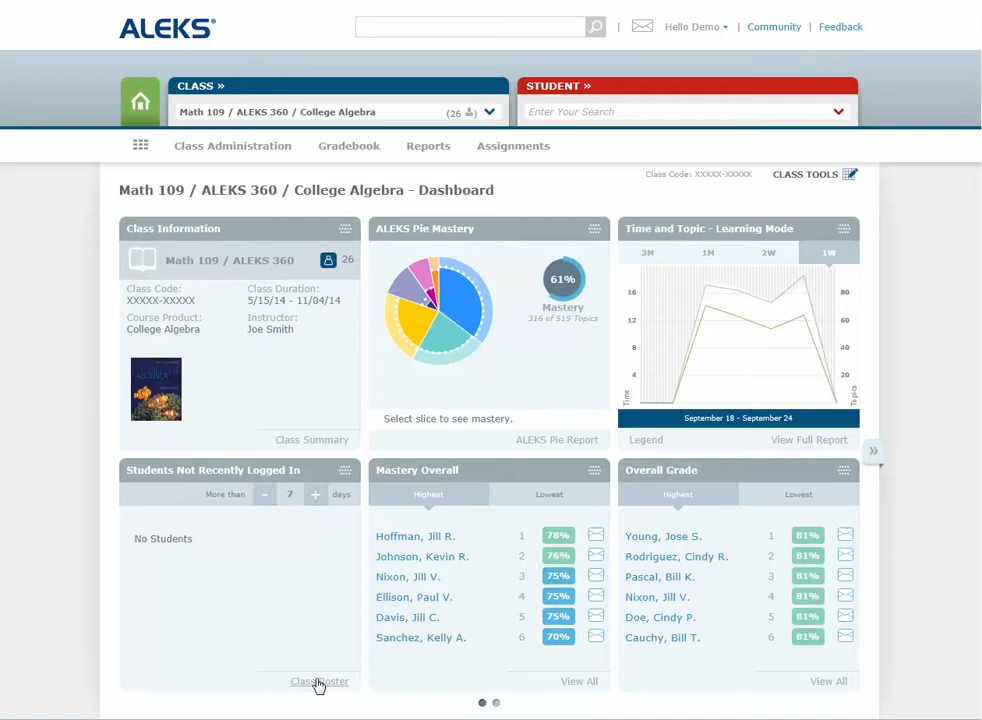 ALEKS®
Hello Demo
Community
Feedback
CLASS »
Math 109 / ALEKS 360 / College Algebra
(26 )
STUDENT »
Enter Your Search
Class Administration
Gradebook
Reports
Assignments
Class Code: XXXXX-XXXXX
CLASS TOOLS
Math 109 / ALEKS 360 / College Algebra - Dashboard
Class Information
Math 109 / ALEKS 360
26
Class Code:
XXXXX-XXXXX
Class Duration:
5/15/14 - 11/04/14
Course Product:
College Algebra
Instructor:
Joe Smith
ALGEBRA
Class Summary
ALEKS Pie Mastery
61%
Mastery
316 of 519 Topics
Select slice to see mastery.
ALEKS Pie Report
Time and Topic - Learning Mode
3M
1M
2W
1W
16
12
8
4
80
60
40
20
Time
Topics
September 18 - September 24
Legend
View Full Report
»
Students Not Recently Logged In
More than
-
7
+
days
No Students
Class Roster
Mastery Overall
Highest
Lowest
Hoffman, Jill R. 1 78%
Johnson, Kevin R. 2 76%
Nixon, Jill V. 3 75%
Ellison, Paul V. 4 75%
Davis, Jill C. 5 75%
Sanchez, Kelly A. 6 70%
View All
Overall Grade
Highest
Lowest
Young, Jose S. 1 81%
Rodriguez, Cindy R. 2 81%
Pascal, Bill K. 3 81%
Nixon, Jill V. 4 81%
Doe, Cindy P. 5 81%
Cauchy, Bill T. 6 81%
View All